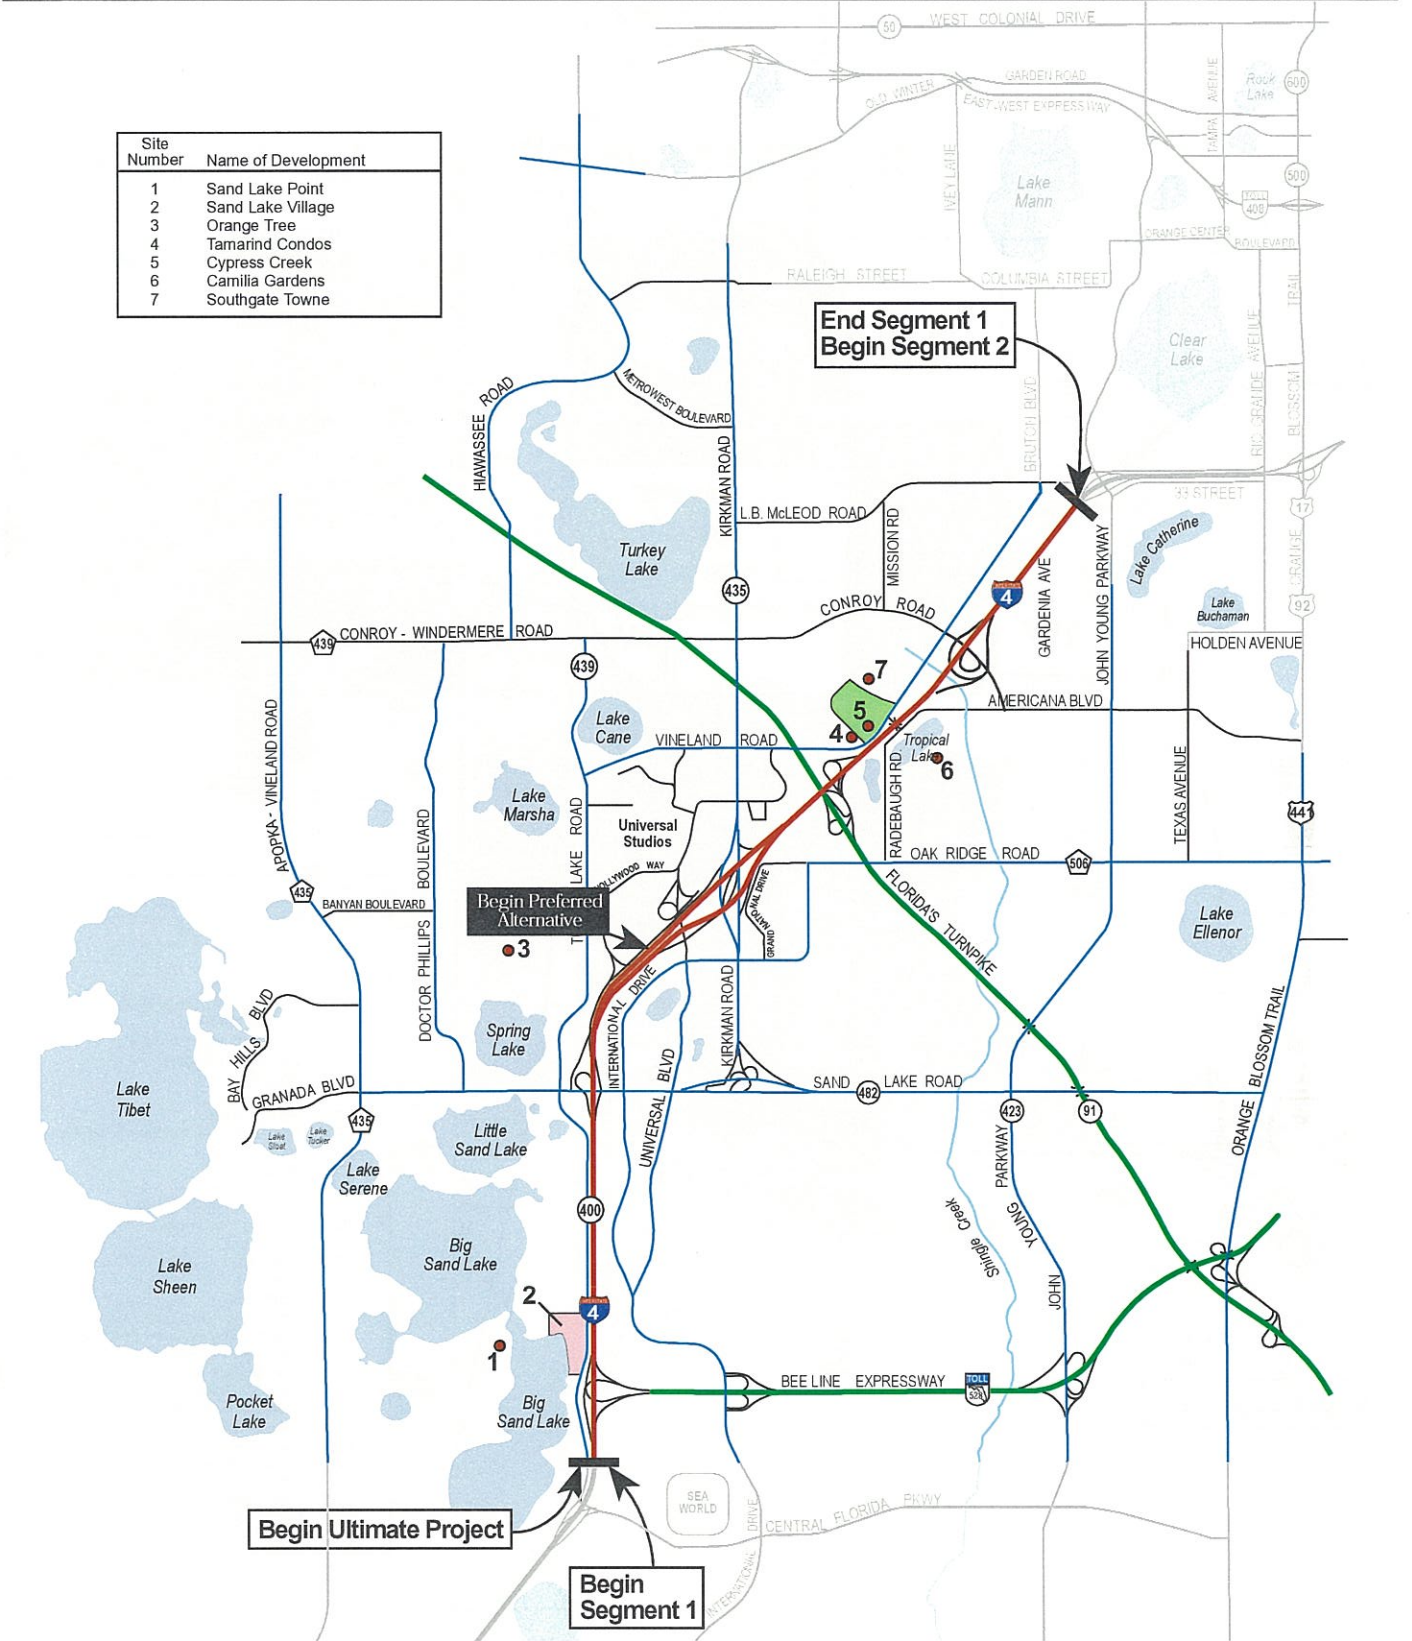 WEST COLONIAL DRIVE
50
GARDEN ROAD
OLD WINTER
EAST-WEST EXPRESSWAY
TAMPA AVENUE
Rock
Lake
600
Site
Number Name of Development
1 Sand Lake Point
2 Sand Lake Village
3 Orange Tree
4 Tamarind Condos
5 Cypress Creek
6 Camilia Gardens
7 Southgate Towne
IVEY LANE
Lake
Mann
500
TOLL
408
ORANGE CENTER
BOULEVARD
RALEIGH STREET
COLUMBIA STREET
End Segment 1
Begin Segment 2
Clear
Lake
RIO GRANDE AVENUE
ORANGE BLOSSOM TRAIL
BRUTON BLVD
METROWEST BOULEVARD
HIAWASSEE ROAD
KIRKMAN ROAD
33 STREET
17
L.B. McLEOD ROAD
MISSION RD
Turkey
Lake
Lake Catherine
435
4
GARDENIA AVE
JOHN YOUNG PARKWAY
Lake
Buchaman
92
CONROY ROAD
439
CONROY - WINDERMERE ROAD
HOLDEN AVENUE
439
7
AMERICANA BLVD
5
4
Lake
Cane
VINELAND ROAD
Tropical
Lake
6
APOPKA - VINELAND ROAD
RADEBAUGH RD.
TEXAS AVENUE
Lake
Marsha
441
Universal
Studios
LAKE ROAD
DOCTOR PHILLIPS BOULEVARD
OAK RIDGE ROAD
506
HOLLYWOOD WAY
435
BANYAN BOULEVARD
Begin Preferred
Alternative
GRAND NATIONAL DRIVE
FLORIDA'S TURNPIKE
Lake
Ellenor
3
INTERNATIONAL DRIVE
KIRKMAN ROAD
BAY HILLS BLVD
Spring
Lake
Lake
Tibet
GRANADA BLVD
SAND LAKE ROAD
482
ORANGE BLOSSOM TRAIL
435
423
91
Lake
Sloat
Lake
Tucker
Little
Sand Lake
UNIVERSAL BLVD
Lake
Serene
400
JOHN YOUNG PARKWAY
Shingle Creek
Big
Sand Lake
Lake
Sheen
2
4
1
BEE LINE EXPRESSWAY
TOLL
528
Pocket
Lake
Big
Sand Lake
SEA
WORLD
CENTRAL FLORIDA PKWY
INTERNATIONAL DRIVE
Begin Ultimate Project
Begin
Segment 1